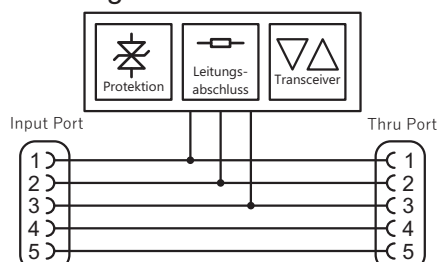 Protektion
Leitungs-
abschluss
Transceiver
Input Port
Thru Port
1 1
2 2
3 3
4 4
5 5